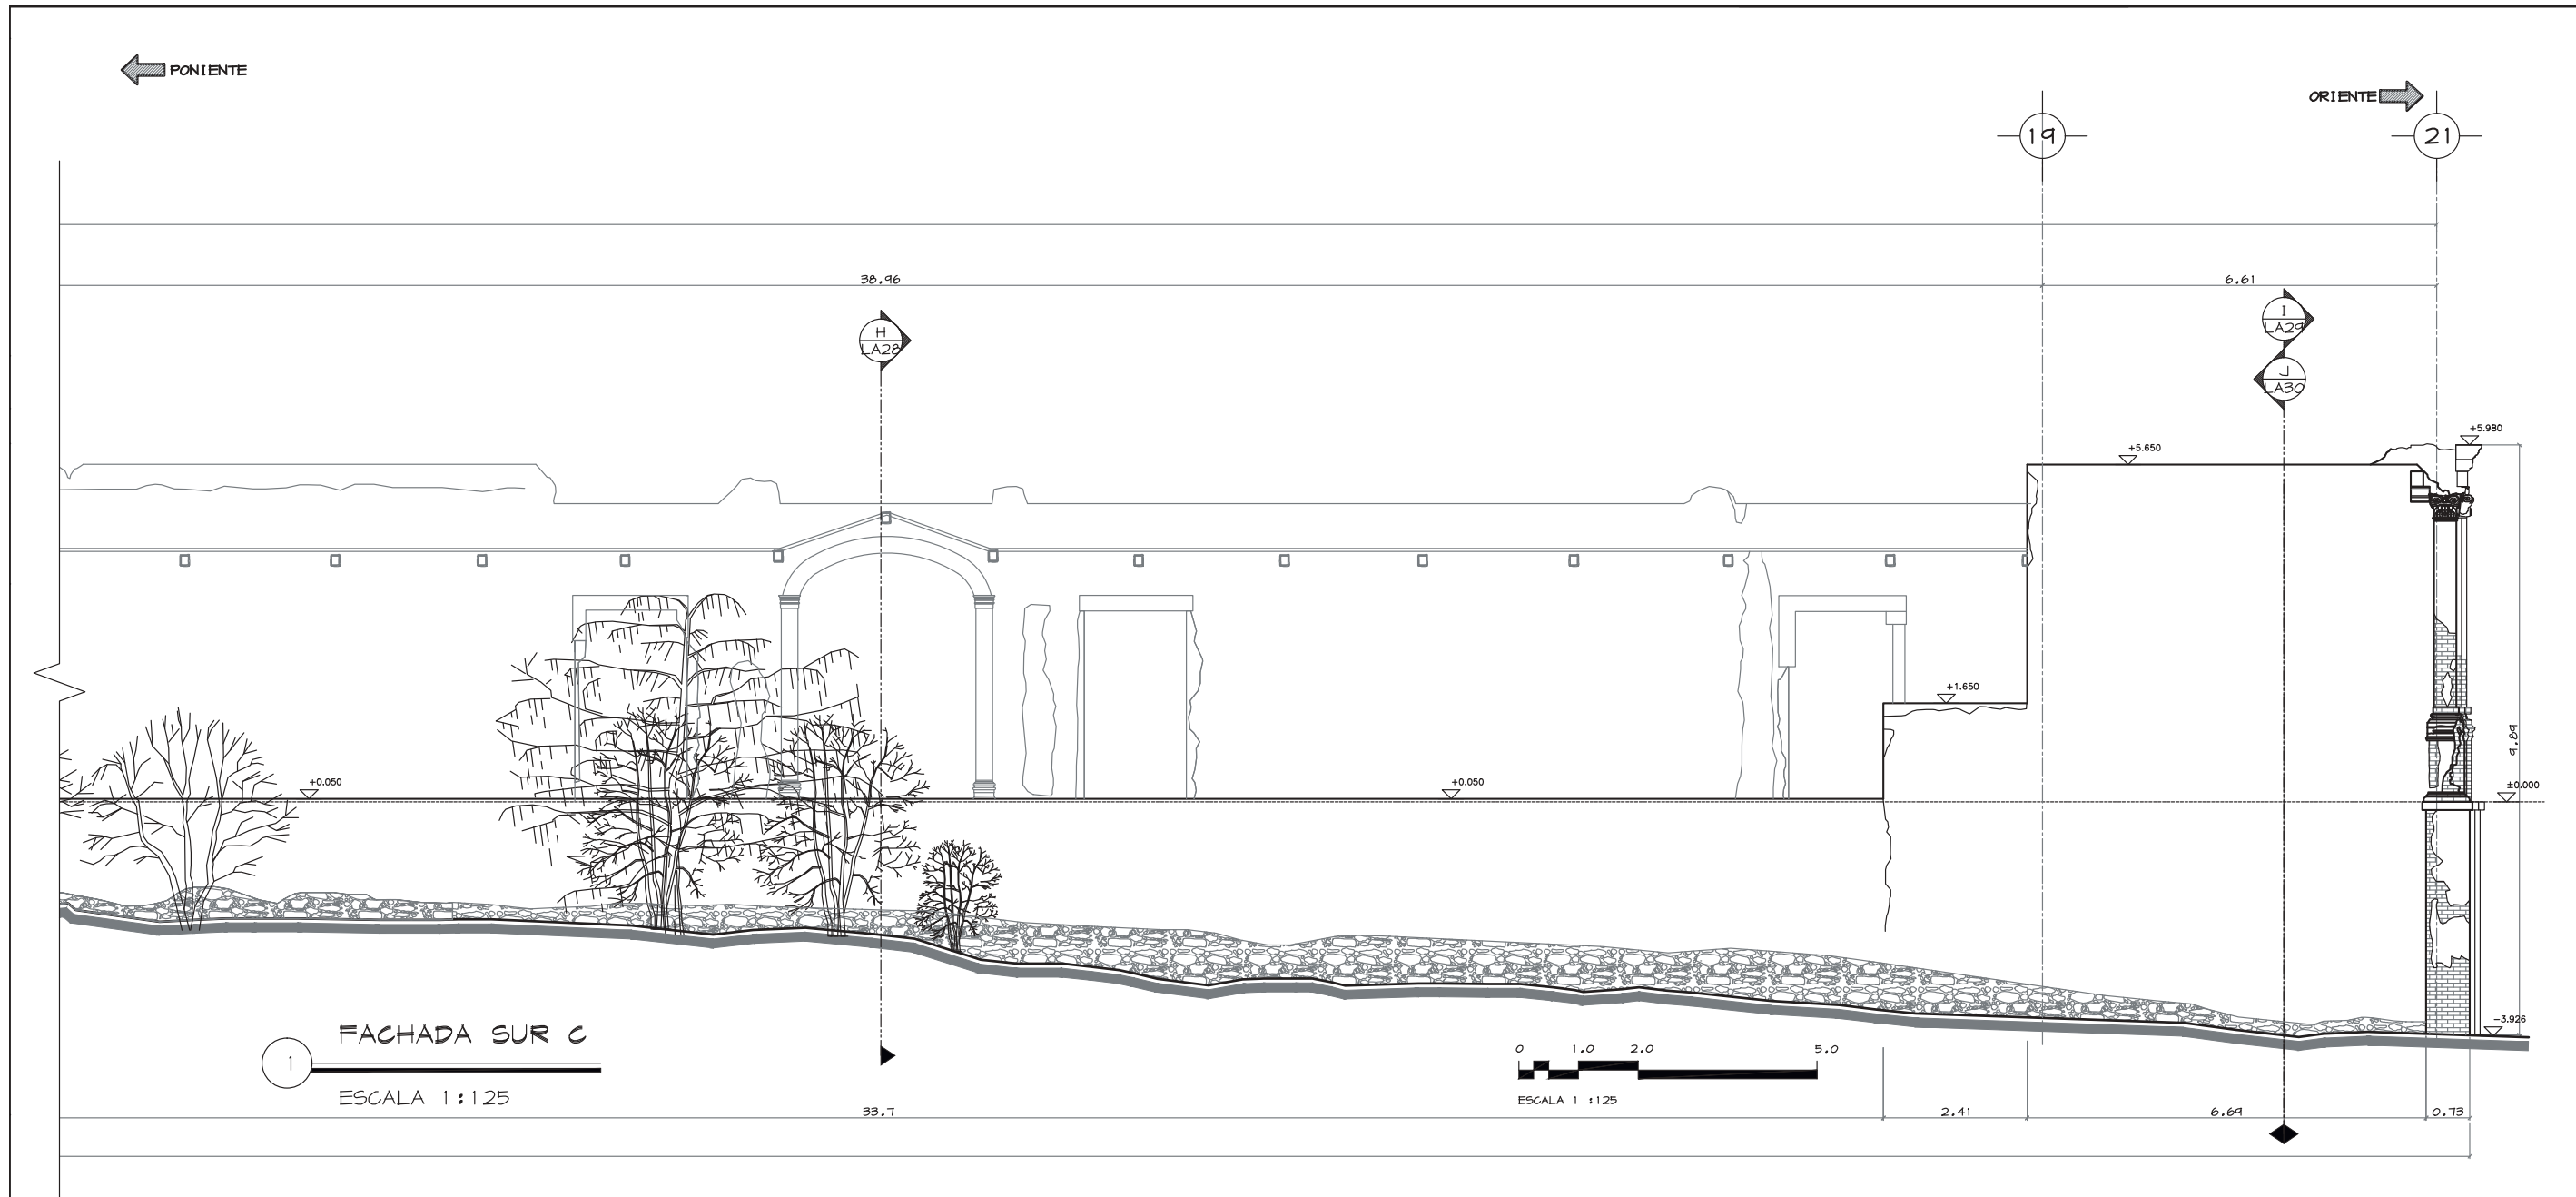 PONIENTE
ORIENTE
19
21
38.96
6.61
H
LA28
I
LA29
J
LA30
+5.980
+5.650
+1.650
9.89
+0.050
+0.050
±0.000
-3.926
FACHADA SUR C
1
ESCALA 1:125
0 1.0 2.0 5.0
ESCALA 1 :125
33.7
2.41
6.69
0.73